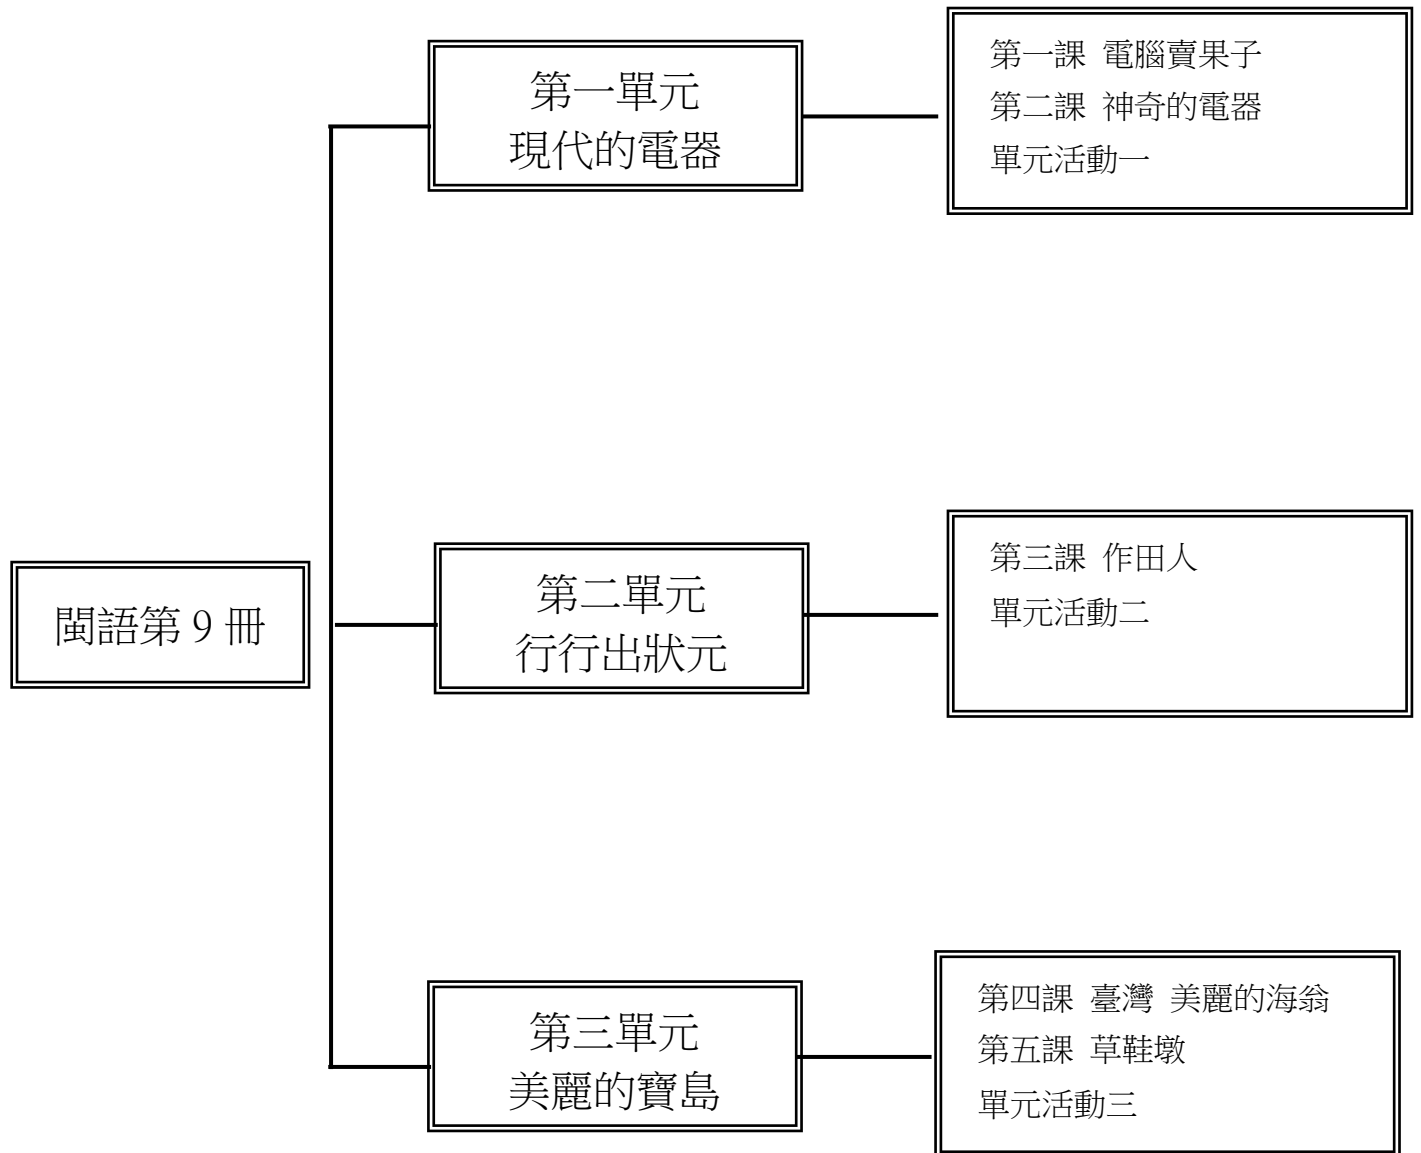 閩語第 9 冊
第一單元
現代的電器
第一課 電腦賣果子
第二課 神奇的電器
單元活動一
第二單元
行行出狀元
第三課 作田人
單元活動二
第三單元
美麗的寶島
第四課 臺灣 美麗的海翁
第五課 草鞋墩
單元活動三